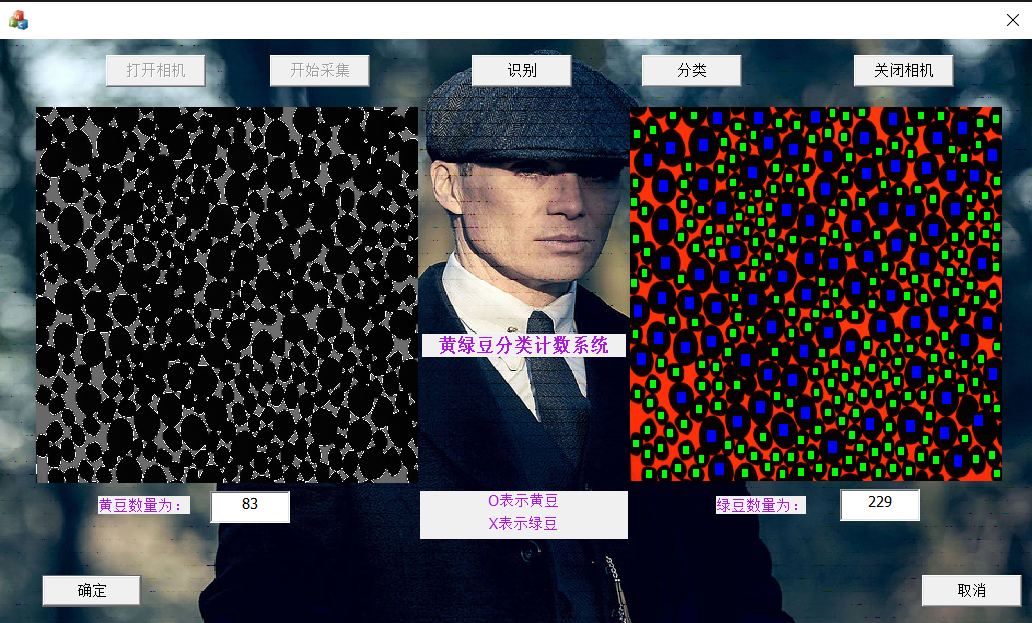 打开相机
开始采集
识别
分类
关闭相机
黄绿豆分类计数系统
黄豆数量为：
83
O表示黄豆
X表示绿豆
绿豆数量为：
229
确定
取消